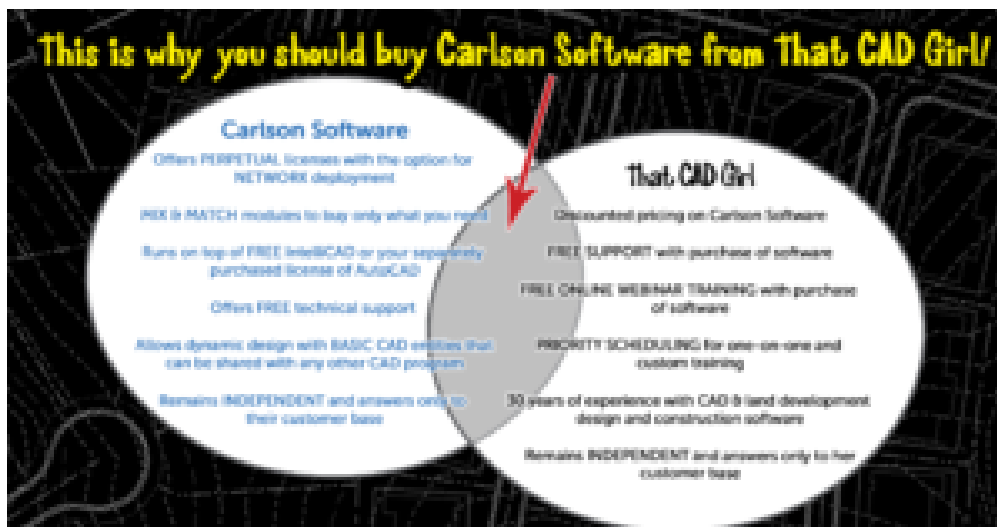 This is why you should buy Carlson Software from That CAD Girl!
Carlson Software
Offers PERPETUAL licenses with the option for
NETWORK deployment
MIX & MATCH modules to buy only what you need
Runs on top of FREE IntelliCAD or your separately
purchased license of AutoCAD
Offers FREE technical support
Allows dynamic design with BASIC CAD entities that
can be shared with any other CAD program
Remains INDEPENDENT and answers only to
their customer base
That CAD Girl
Discounted pricing on Carlson Software
FREE SUPPORT with purchase of software
FREE ONLINE WEBINAR TRAINING with purchase
of software
PRIORITY SCHEDULING for one-on-one and
custom training
30 years of experience with CAD & land development
design and construction software
Remains INDEPENDENT and answers only to her
customer base